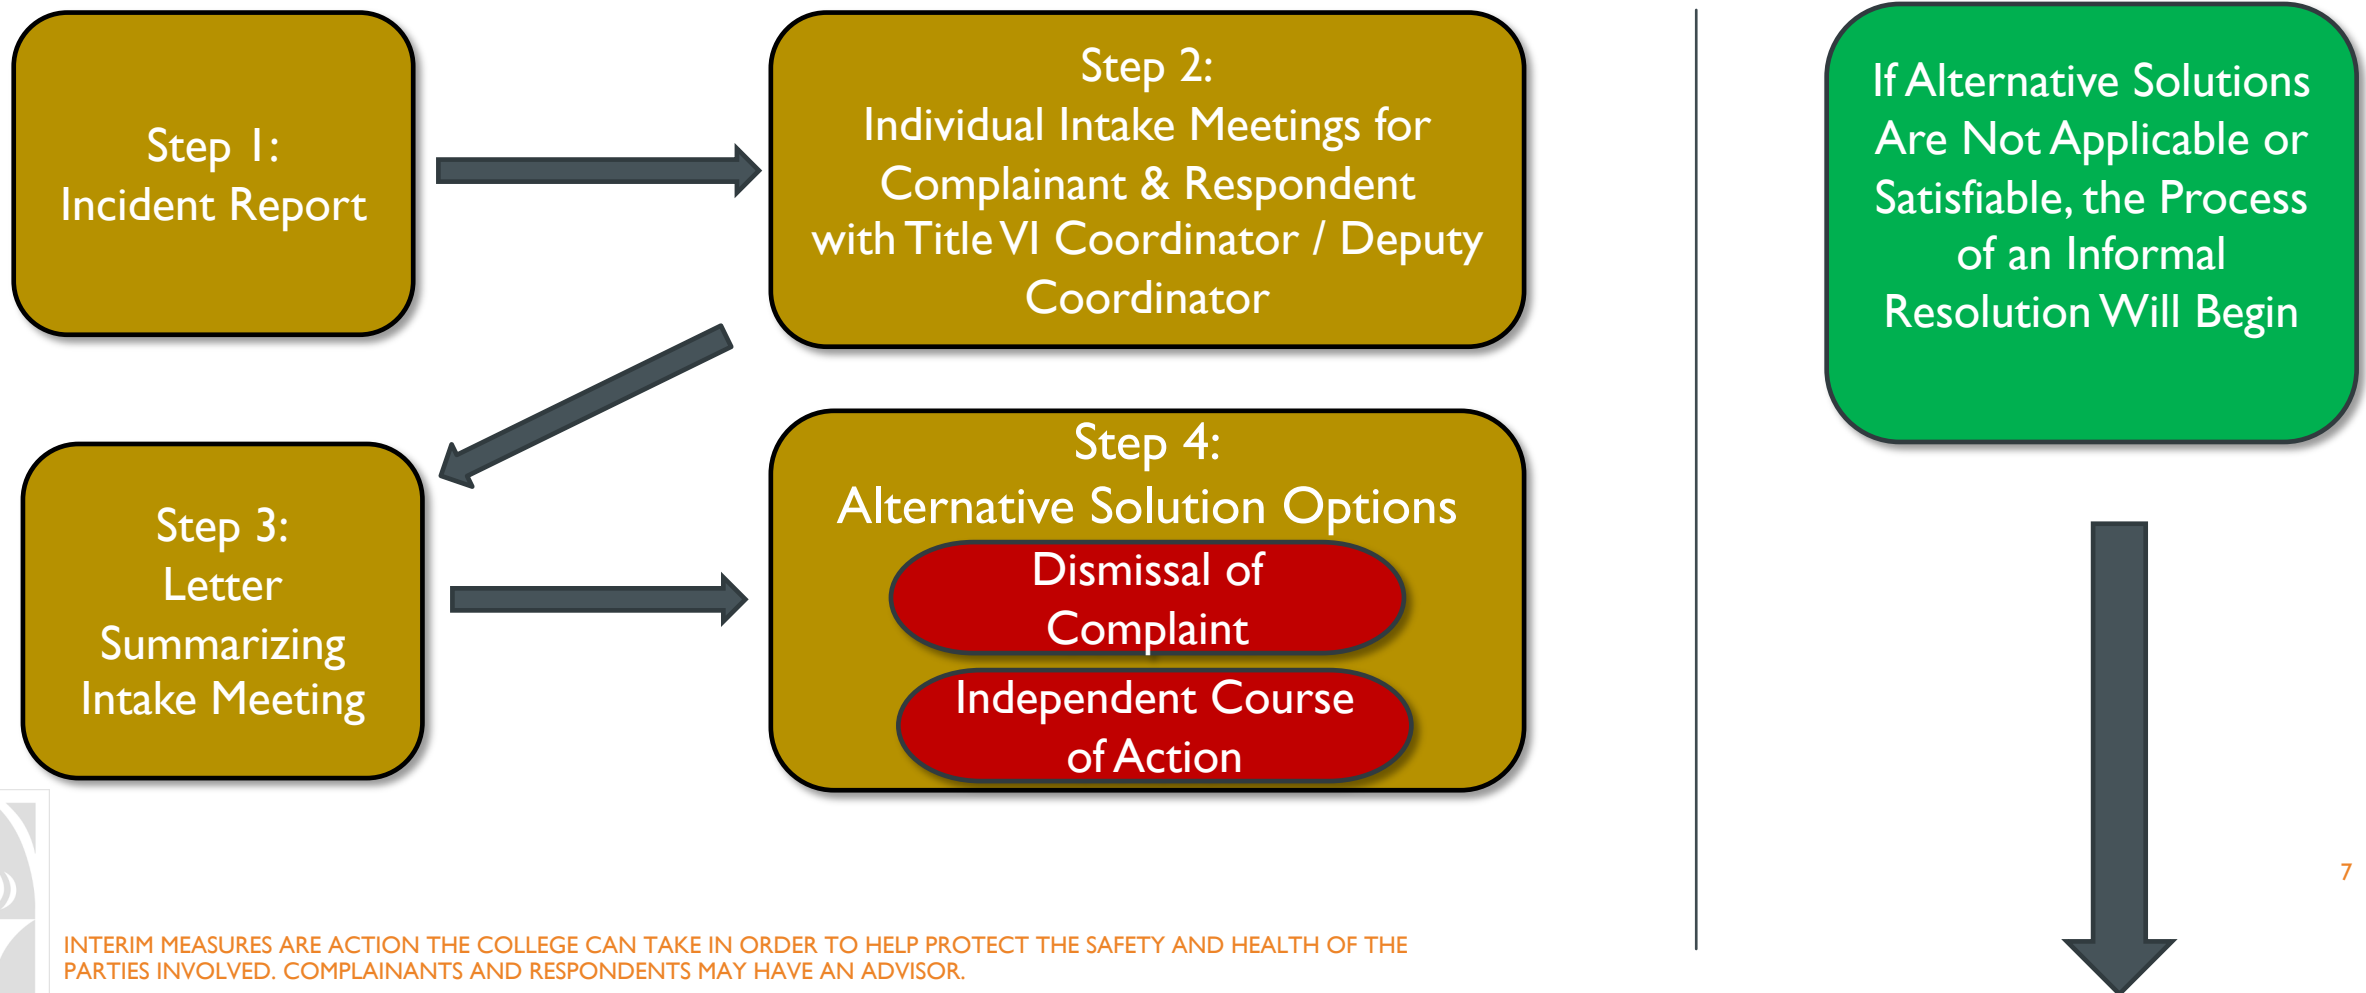 Step 1:
Incident Report
Step 2:
Individual Intake Meetings for
Complainant & Respondent
with Title VI Coordinator / Deputy
Coordinator
Step 3:
Letter
Summarizing
Intake Meeting
Step 4:
Alternative Solution Options
Dismissal of
Complaint
Independent Course
of Action
If Alternative Solutions
Are Not Applicable or
Satisfiable, the Process
of an Informal
Resolution Will Begin
7
INTERIM MEASURES ARE ACTION THE COLLEGE CAN TAKE IN ORDER TO HELP PROTECT THE SAFETY AND HEALTH OF THE
PARTIES INVOLVED. COMPLAINANTS AND RESPONDENTS MAY HAVE AN ADVISOR.